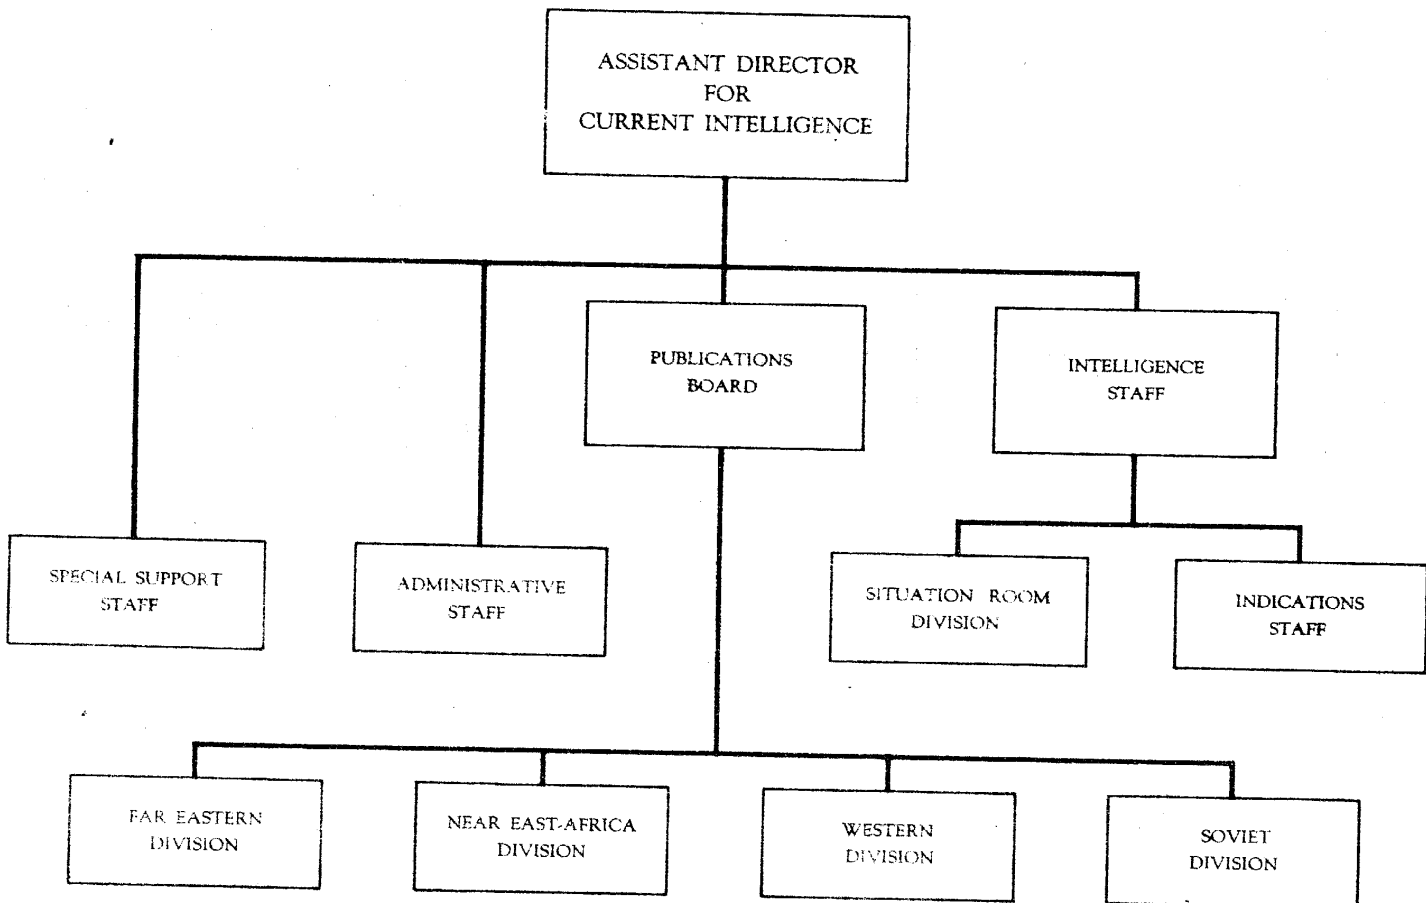 ASSISTANT DIRECTOR
FOR
CURRENT INTELLIGENCE
PUBLICATIONS
BOARD
INTELLIGENCE
STAFF
SPECIAL SUPPORT
STAFF
ADMINISTRATIVE
STAFF
SITUATION ROOM
DIVISION
INDICATIONS
STAFF
FAR EASTERN
DIVISION
NEAR EAST-AFRICA
DIVISION
WESTERN
DIVISION
SOVIET
DIVISION